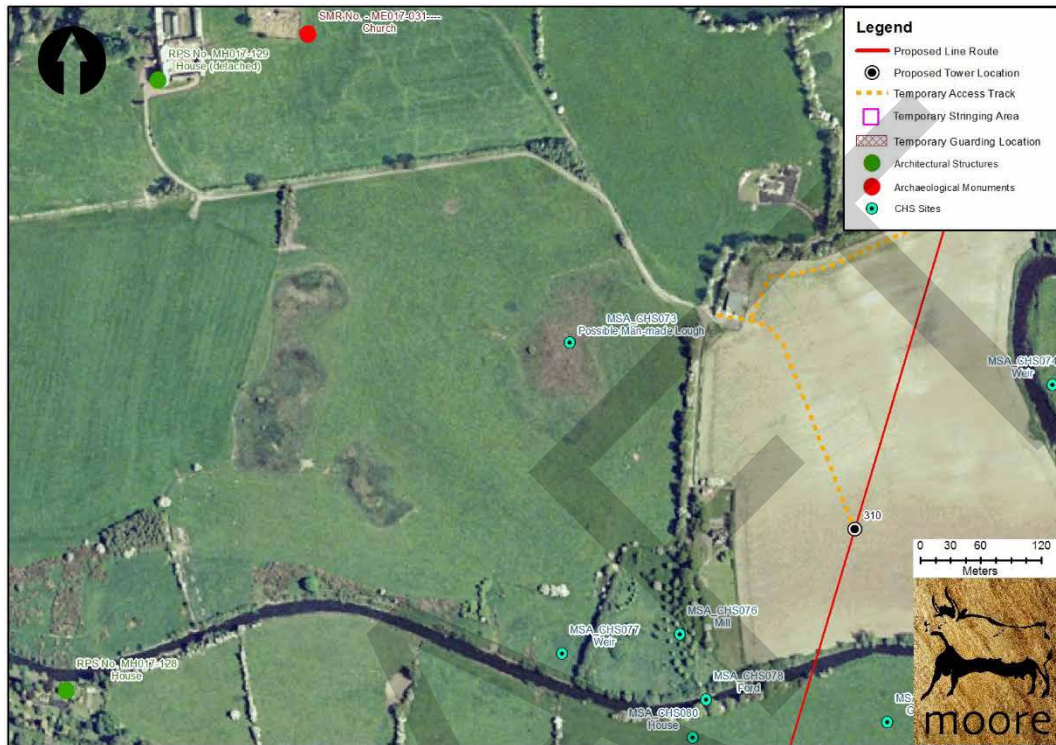 SMR No. - ME017-031----
Church
RPS No. MH017-129
House (detached)
Legend
Proposed Line Route
Proposed Tower Location
Temporary Access Track
Temporary Stringing Area
Temporary Guarding Location
Architectural Structures
Archaeological Monuments
CHS Sites
MSA_CHS073
Possible Man-made Lough
MSA_CHS074
Weir
310
0 30 60 120
Meters
MSA_CHS076
Mill
MSA_CHS077
Weir
RPS No. MH017-128
House
MSA_CHS078
Ford
MSA_CHS080
House
moore